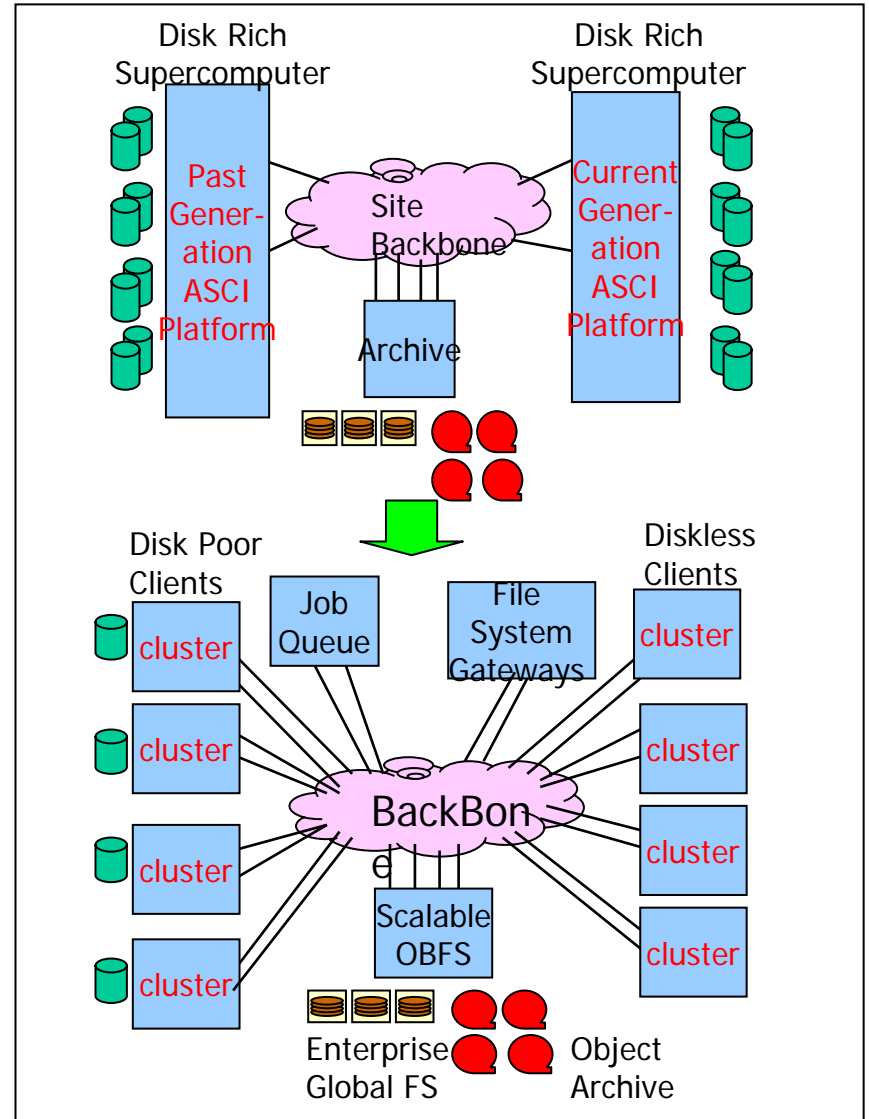 Disk Rich
Supercomputer
Disk Rich
Supercomputer
Past
Gener-
ation
ASCI
Platform
Site
Backbone
Current
Gener-
ation
ASCI
Platform
Archive
Disk Poor
Clients
Job
Queue
File
System
Gateways
Diskless
Clients
cluster
cluster
cluster
cluster
cluster
cluster
cluster
cluster
BackBon
e
Scalable
OBFS
Enterprise
Global FS
Object
Archive